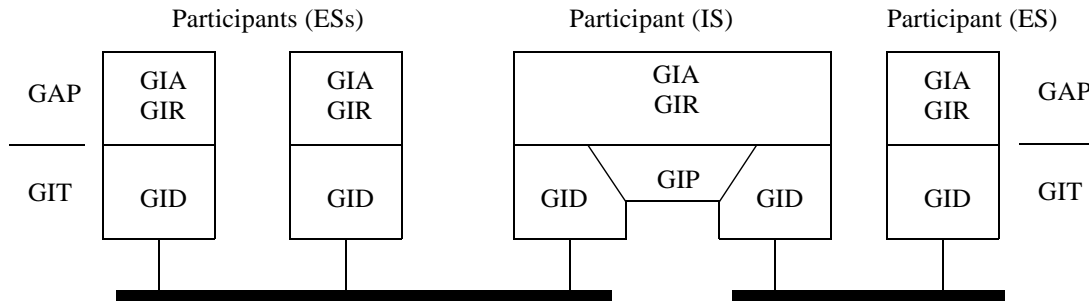 Participants (ESs) Participant (IS) Participant (ES)
GAP GIA GIA GIA GIA GAP
GIR GIR GIR GIR
GIT GID GID GID GIP GID GID GIT